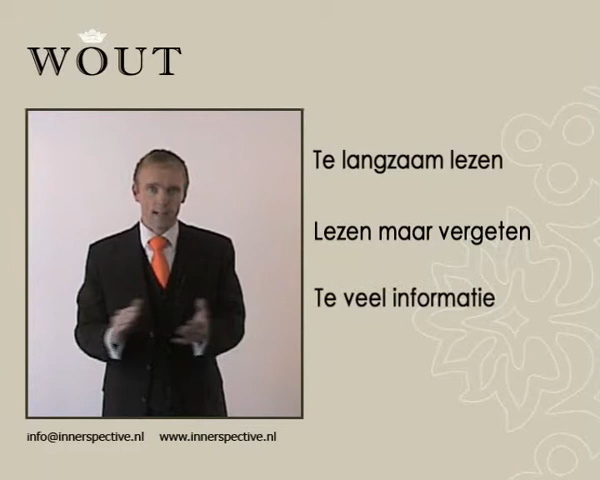 WOUT
Te langzaam lezen
Lezen maar vergeten
Te veel informatie
info@innerspective.nl www.innerspective.nl